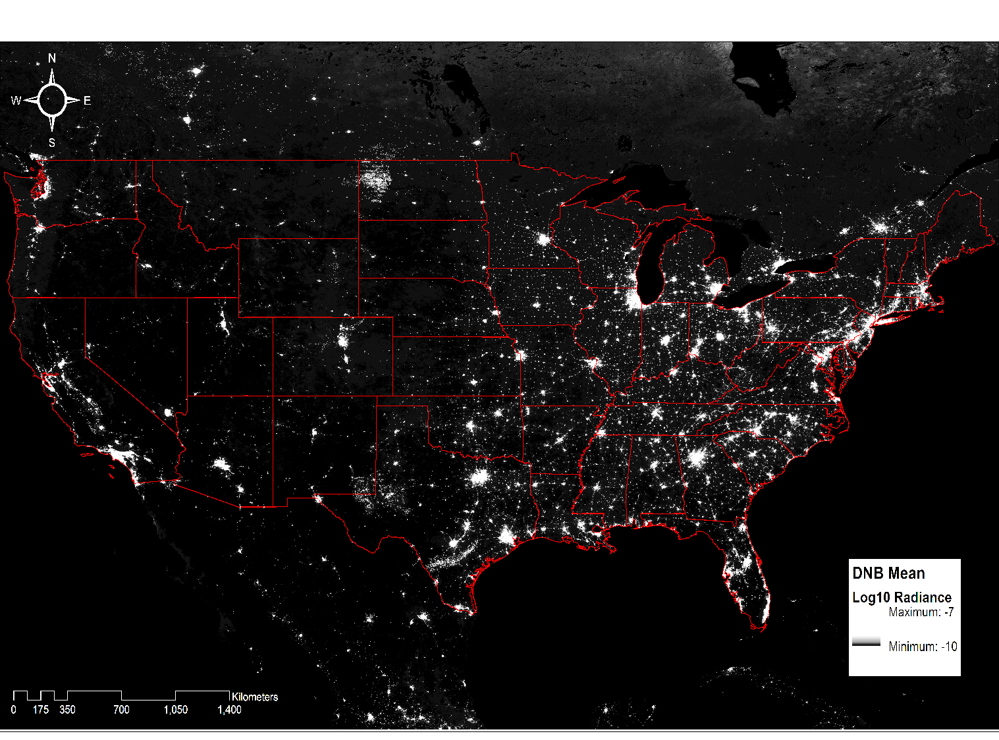 N
W E
S
DNB Mean
Log10 Radiance
Maximum: -7
Minimum: -10
Kilometers
0 175 350 700 1,050 1,400